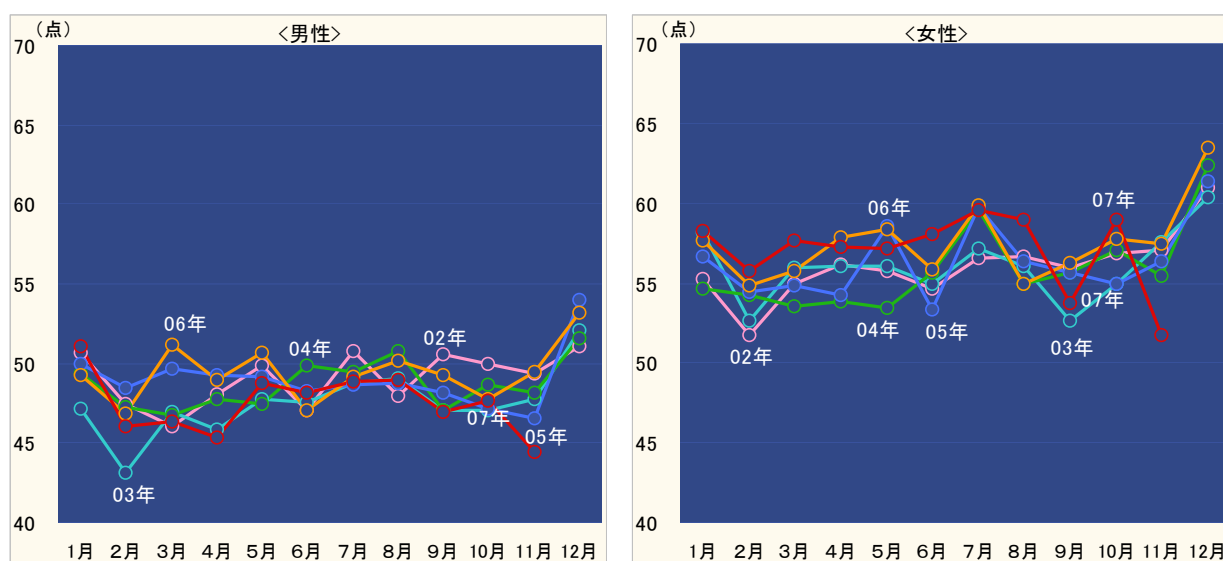 (点)
<男性>
70
65
60
55
50
45
40
06年
04年
02年
07年
05年
03年
1月 2月 3月 4月 5月 6月 7月 8月 9月 10月 11月 12月
(点)
<女性>
70
65
60
55
50
45
40
06年
07年
02年
04年
05年
07年
03年
1月 2月 3月 4月 5月 6月 7月 8月 9月 10月 11月 12月